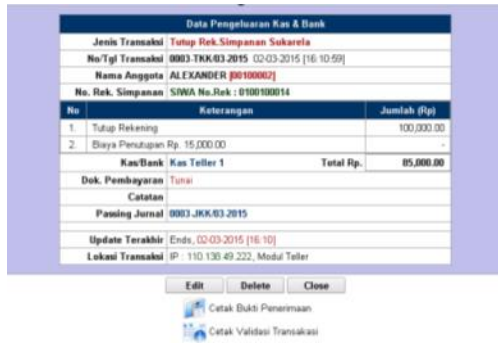 Data Pengeluaran Kas & Bank
Jenis Transaksi Tutup Rek.Simpanan Sukarela
No/Tgl Transaksi 0003-TKK/03-2015 02-03-2015 [16:10:59]
Nama Anggota ALEXANDER [00100002]
No. Rek. Simpanan SIWA No.Rek : 0100100014
No Keterangan Jumlah (Rp)
1. Tutup Rekening 100,000.00
2. Biaya Penutupan Rp. 15,000.00 -
Kas/Bank Kas Teller 1 Total Rp. 85,000.00
Dok. Pembayaran Tunai
Catatan
Passing Jurnal 0003-JKK/03-2015
Update Terakhir Ends, 02-03-2015 [16:10]
Lokasi Transaksi IP : 110.138.49.222, Modul Teller
Edit Delete Close
Cetak Bukti Penerimaan
Cetak Validasi Transakasi